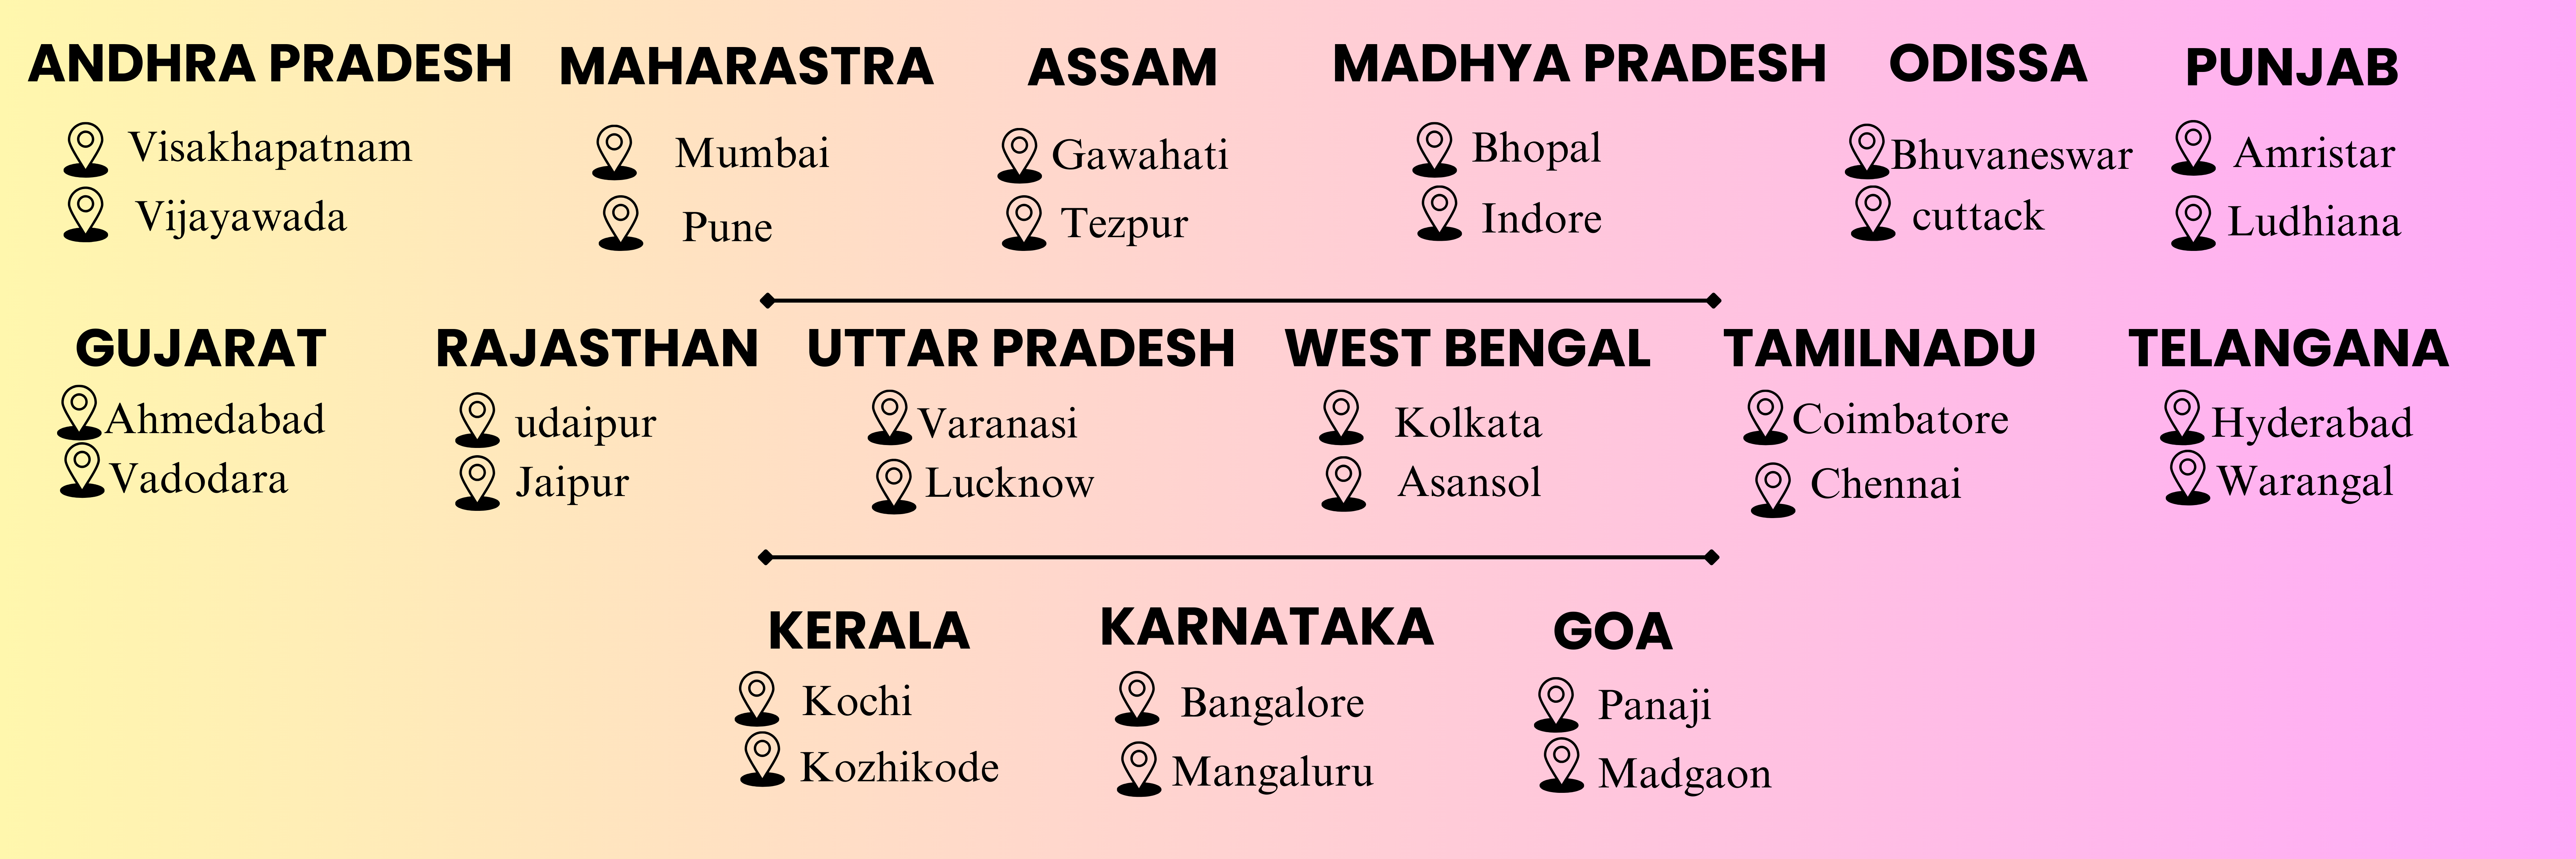 ANDHRA PRADESH
Visakhapatnam
Vijayawada
MAHARASTRA
Mumbai
Pune
ASSAM
Gawahati
Tezpur
MADHYA PRADESH
Bhopal
Indore
ODISSA
Bhuvaneswar
cuttack
PUNJAB
Amristar
Ludhiana
GUJARAT
Ahmedabad
Vadodara
RAJASTHAN
udaipur
Jaipur
UTTAR PRADESH
Varanasi
Lucknow
WEST BENGAL
Kolkata
Asansol
TAMILNADU
Coimbatore
Chennai
TELANGANA
Hyderabad
Warangal
KERALA
Kochi
Kozhikode
KARNATAKA
Bangalore
Mangaluru
GOA
Panaji
Madgaon